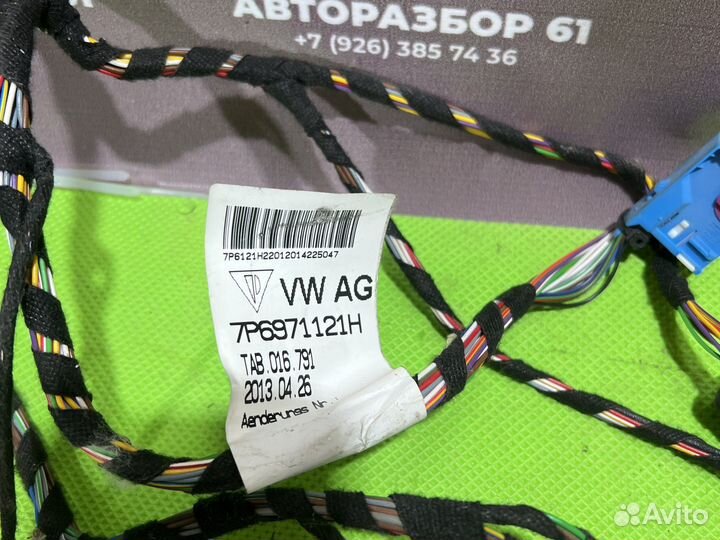 АВТОРАЗБОР 61
+7 (926) 385 74 36
7P6121H22012014225047
VW AG
7P6971121H
TAB.016.791
2013.04.26
Aenderungs Nr.
Avito